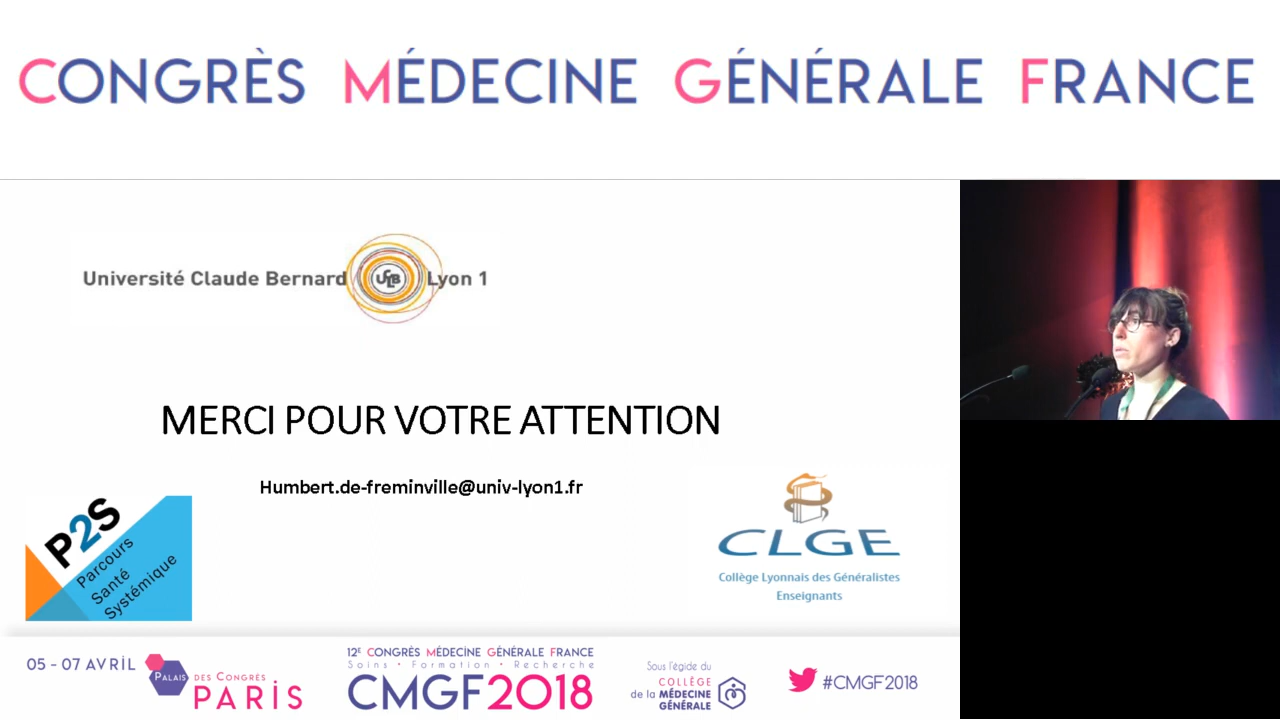 CONGRÈS MÉDECINE GÉNÉRALE FRANCE
Université Claude Bernard UCLB Lyon 1
MERCI POUR VOTRE ATTENTION
Humbert.de-freminville@univ-lyon1.fr
P2S
Parcours
Santé
Systémique
CLGE
Collège Lyonnais des Généralistes
Enseignants
05 - 07 AVRIL
PALAIS DES CONGRÈS
PARIS
12E CONGRÈS MÉDECINE GÉNÉRALE FRANCE
Soins • Formation • Recherche
CMGF2018
Sous l'égide du
COLLÈGE
de la MÉDECINE
GÉNÉRALE
#CMGF2018